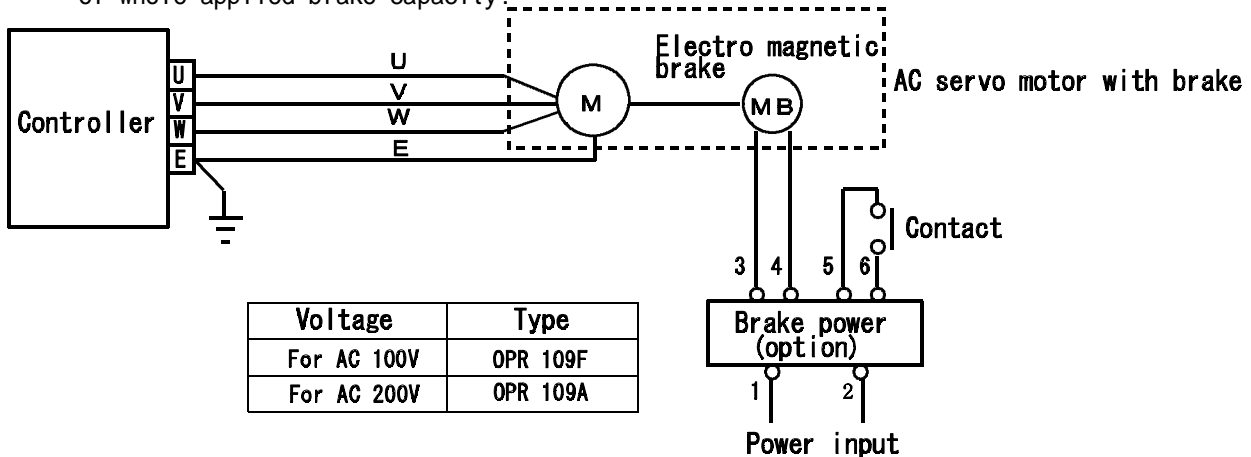 of whole applied brake capacity.
Electro magnetic
brake
AC servo motor with brake
Controller
U
V
W
E
U
V
W
E
M
MB
Contact
3 4 5 6
Brake power
(option)
1 2
Power input
Voltage Type
For AC 100V OPR 109F
For AC 200V OPR 109A